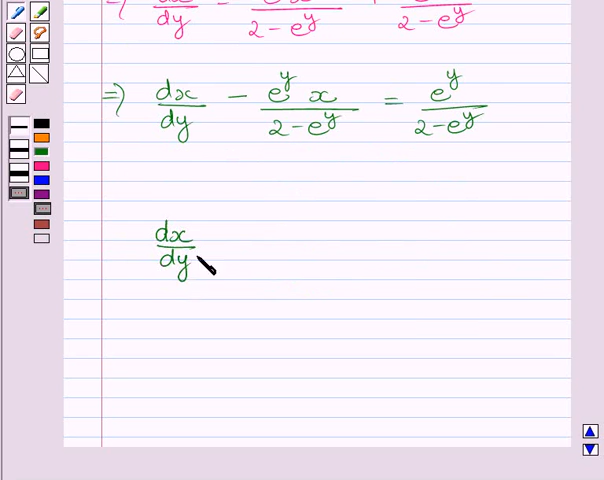 ⇒ dx/dy = e^y x/(2-e^y) + e^y/(2-e^y)
⇒ dx/dy - e^y x/(2-e^y) = e^y/(2-e^y)
dx/dy